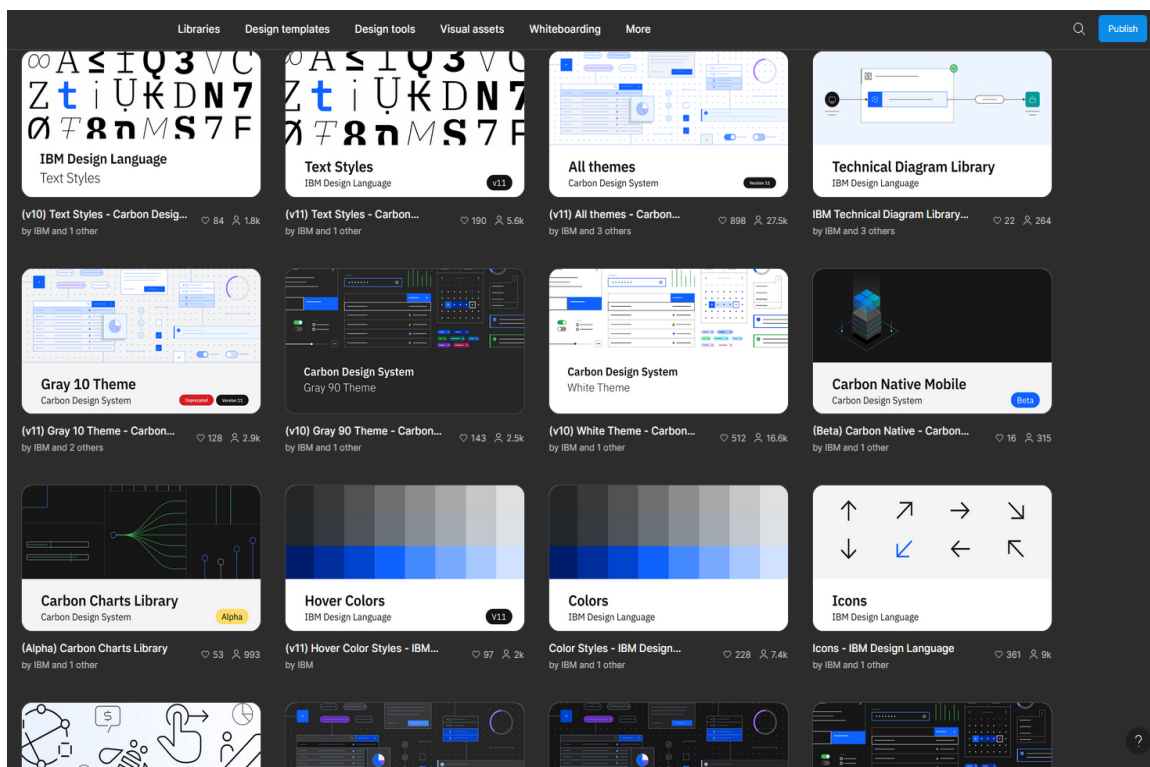 Libraries Design templates Design tools Visual assets Whiteboarding More Publish
IBM Design Language
Text Styles
(v10) Text Styles - Carbon Desig... 84 1.8k
by IBM and 1 other
Text Styles
IBM Design Language v11
(v11) Text Styles - Carbon... 190 5.6k
by IBM and 1 other
All themes
Carbon Design System Version 11
(v11) All themes - Carbon... 898 27.5k
by IBM and 3 others
Technical Diagram Library
IBM Design Language
IBM Technical Diagram Library... 22 264
by IBM and 3 others
Gray 10 Theme
Carbon Design System Deprecated Version 11
(v11) Gray 10 Theme - Carbon... 128 2.9k
by IBM and 2 others
Carbon Design System
Gray 90 Theme
(v10) Gray 90 Theme - Carbon... 143 2.5k
by IBM and 1 other
Carbon Design System
White Theme
(v10) White Theme - Carbon... 512 16.6k
by IBM and 1 other
Carbon Native Mobile
Carbon Design System Beta
(Beta) Carbon Native - Carbon... 16 315
by IBM and 1 other
Carbon Charts Library
Carbon Design System Alpha
(Alpha) Carbon Charts Library 53 993
by IBM and 1 other
Hover Colors
IBM Design Language V11
(v11) Hover Color Styles - IBM... 97 2k
by IBM
Colors
IBM Design Language
Color Styles - IBM Design... 228 7.4k
by IBM and 1 other
Icons
IBM Design Language
Icons - IBM Design Language 361 9k
by IBM and 1 other
$
?